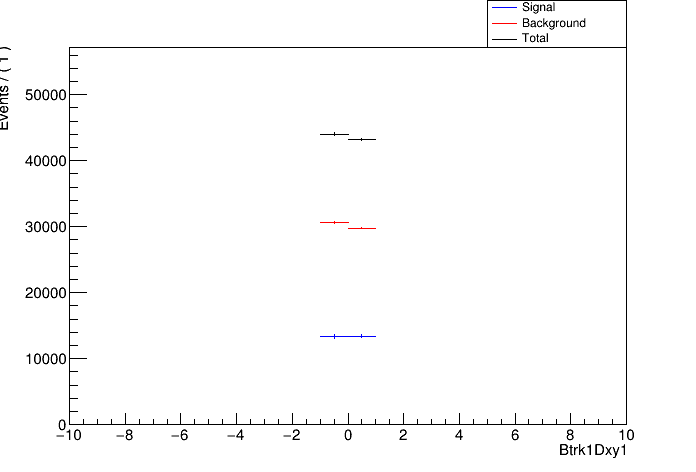 Signal
Background
Total
Events / ( 1 )
50000
40000
30000
20000
10000
0
−10 −8 −6 −4 −2 0 2 4 6 8 10
Btrk1Dxy1